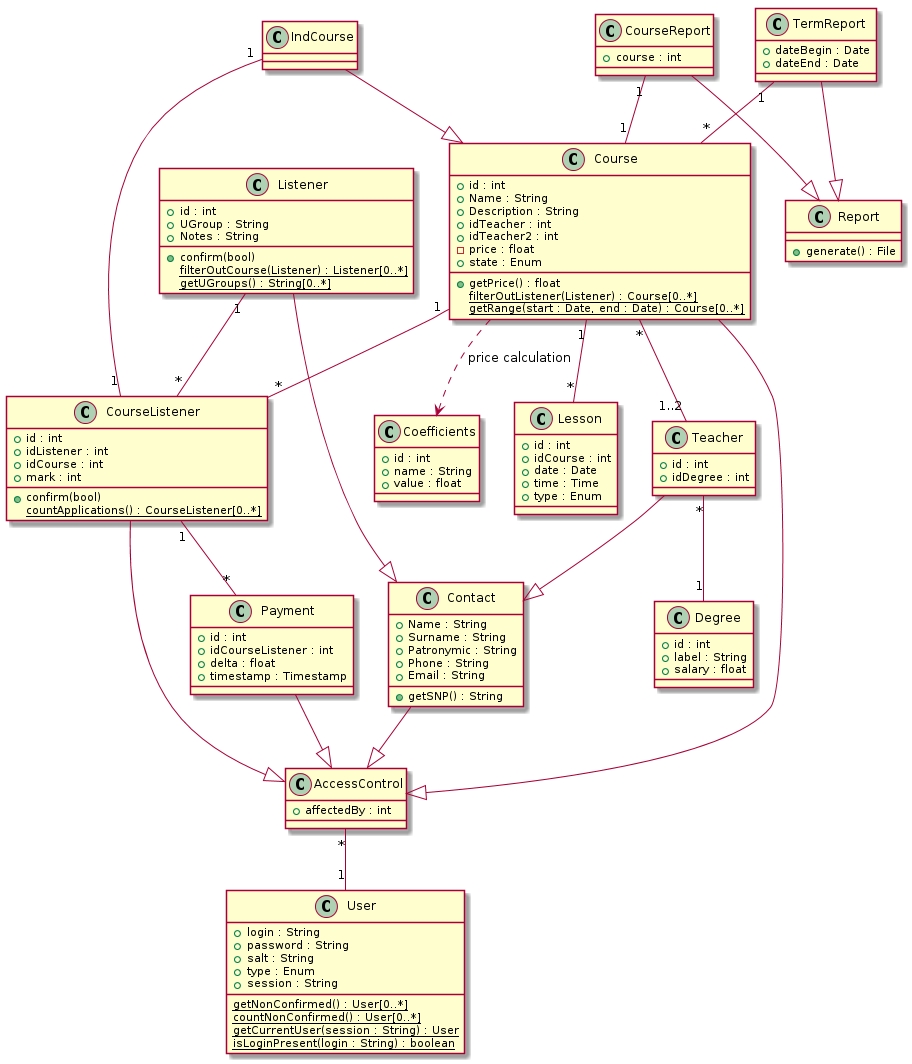 C IndCourse
C CourseReport
course : int
C TermReport
dateBegin : Date
dateEnd : Date
1
1
1
1
*
C Listener
id : int
UGroup : String
Notes : String
confirm(bool)
filterOutCourse(Listener) : Listener[0..*]
getUGroups() : String[0..*]
C Course
id : int
Name : String
Description : String
idTeacher : int
idTeacher2 : int
price : float
state : Enum
getPrice() : float
filterOutListener(Listener) : Course[0..*]
getRange(start : Date, end : Date) : Course[0..*]
C Report
generate() : File
1
1
1
*
price calculation
1
*
*
*
1..2
C CourseListener
id : int
idListener : int
idCourse : int
mark : int
confirm(bool)
countApplications() : CourseListener[0..*]
C Coefficients
id : int
name : String
value : float
C Lesson
id : int
idCourse : int
date : Date
time : Time
type : Enum
C Teacher
id : int
idDegree : int
1
*
*
1
C Payment
id : int
idCourseListener : int
delta : float
timestamp : Timestamp
C Contact
Name : String
Surname : String
Patronymic : String
Phone : String
Email : String
getSNP() : String
C Degree
id : int
label : String
salary : float
C AccessControl
affectedBy : int
*
1
C User
login : String
password : String
salt : String
type : Enum
session : String
getNonConfirmed() : User[0..*]
countNonConfirmed() : User[0..*]
getCurrentUser(session : String) : User
isLoginPresent(login : String) : boolean